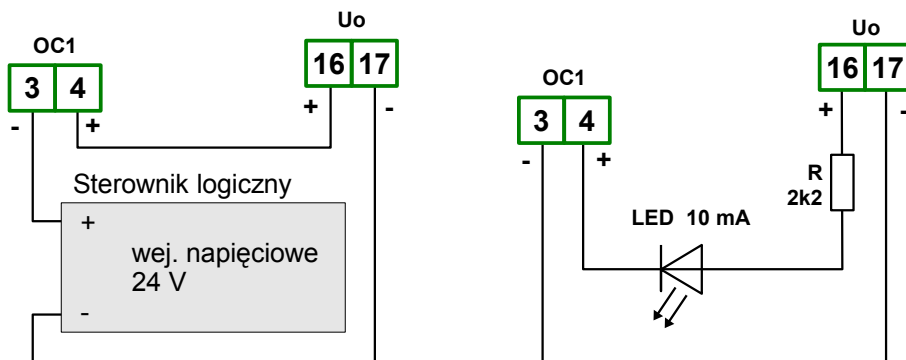 Uo
OC1
16 17
3 4
+ -
- +
Sterownik logiczny
+
wej. napięciowe
24 V
-
Uo
16 17
OC1
+ -
3 4
- +
R
2k2
LED 10 mA